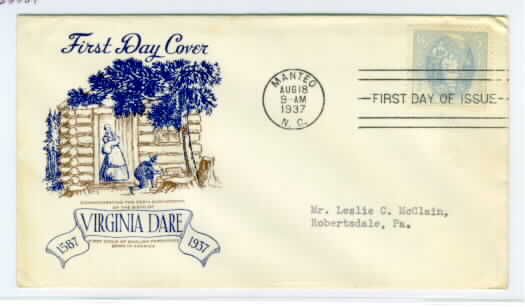 First Day Cover
MANTEO
AUG 18
9-AM
1937
N. C.
FIRST DAY OF ISSUE
COMMEMORATING THE 350TH ANNIVERSARY
OF THE BIRTH OF
VIRGINIA DARE
1587
1937
FIRST CHILD OF ENGLISH PARENTAGE
BORN IN AMERICA
Mr. Leslie C. McClain,
Robertsdale, Pa.